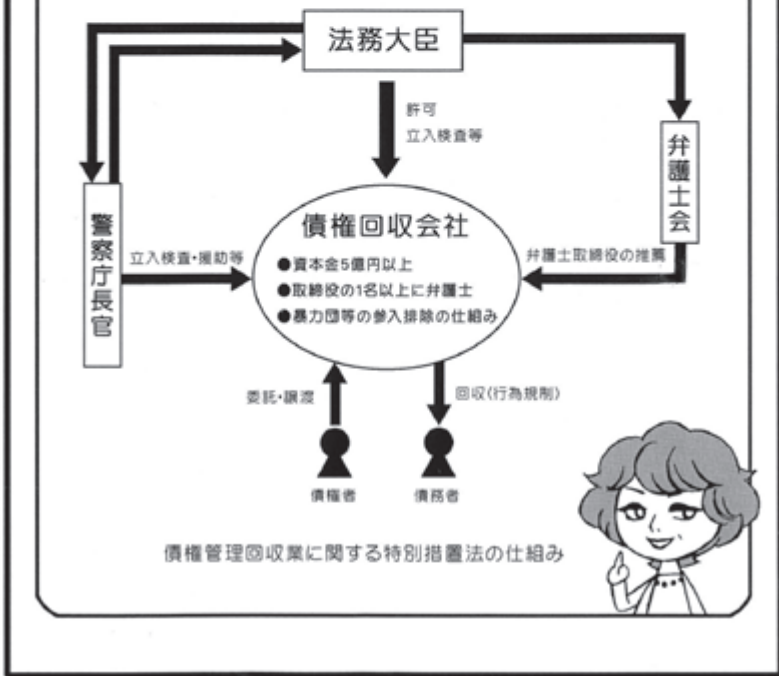 法務大臣
許可
立入検査等
弁護士会
警察庁長官
債権回収会社
●資本金5億円以上
●取締役の1名以上に弁護士
●暴力団等の参入排除の仕組み
立入検査・援助等
弁護士取締役の推薦
委託・譲渡
回収(行為規制)
債権者
債務者
債権管理回収業に関する特別措置法の仕組み